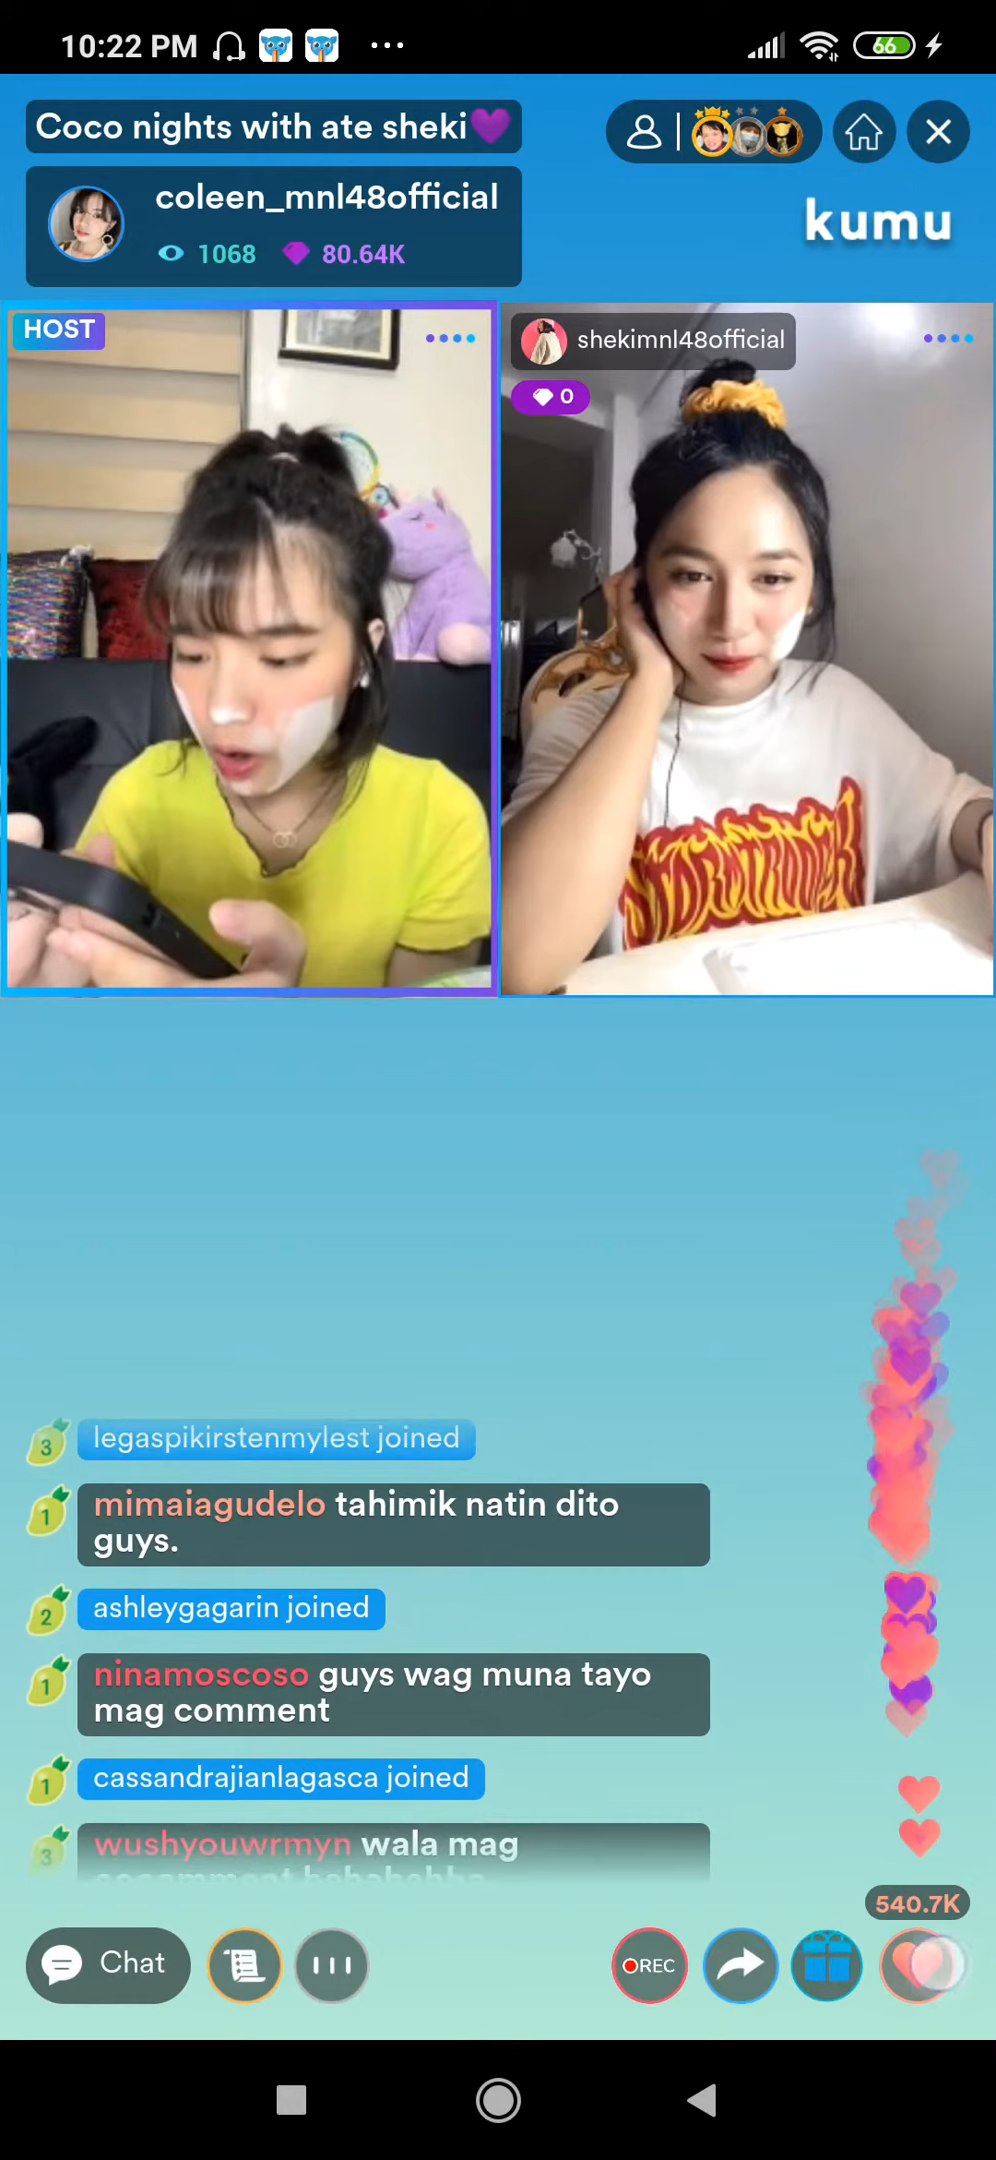 10:22 PM
66
Coco nights with ate sheki💜
coleen_mnl48official
1068 80.64K
kumu
HOST
shekimnl48official
0
3 legaspikirstenmylest joined
1 mimaiagudelo tahimik natin dito
guys.
2 ashleygagarin joined
1 ninamoscoso guys wag muna tayo
mag comment
1 cassandrajianlagasca joined
3 wushyouwrmyn wala mag
540.7K
Chat
REC